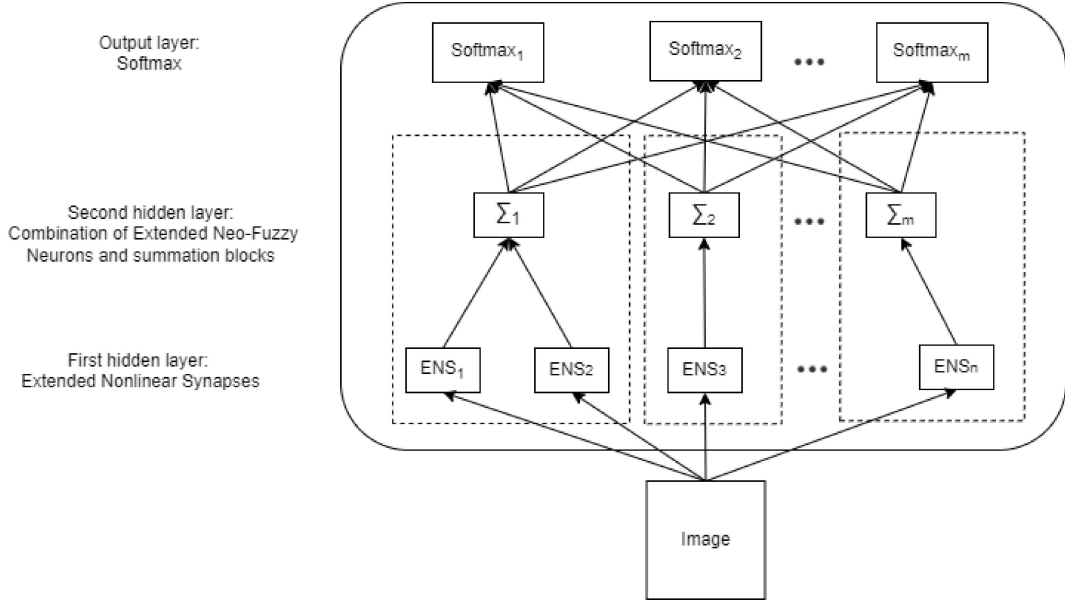 Output layer:
Softmax
Softmax1
Softmax2
•••
Softmaxm
Second hidden layer:
Combination of Extended Neo-Fuzzy
Neurons and summation blocks
∑1
∑2
•••
∑m
First hidden layer:
Extended Nonlinear Synapses
ENS1
ENS2
ENS3
•••
ENSn
Image